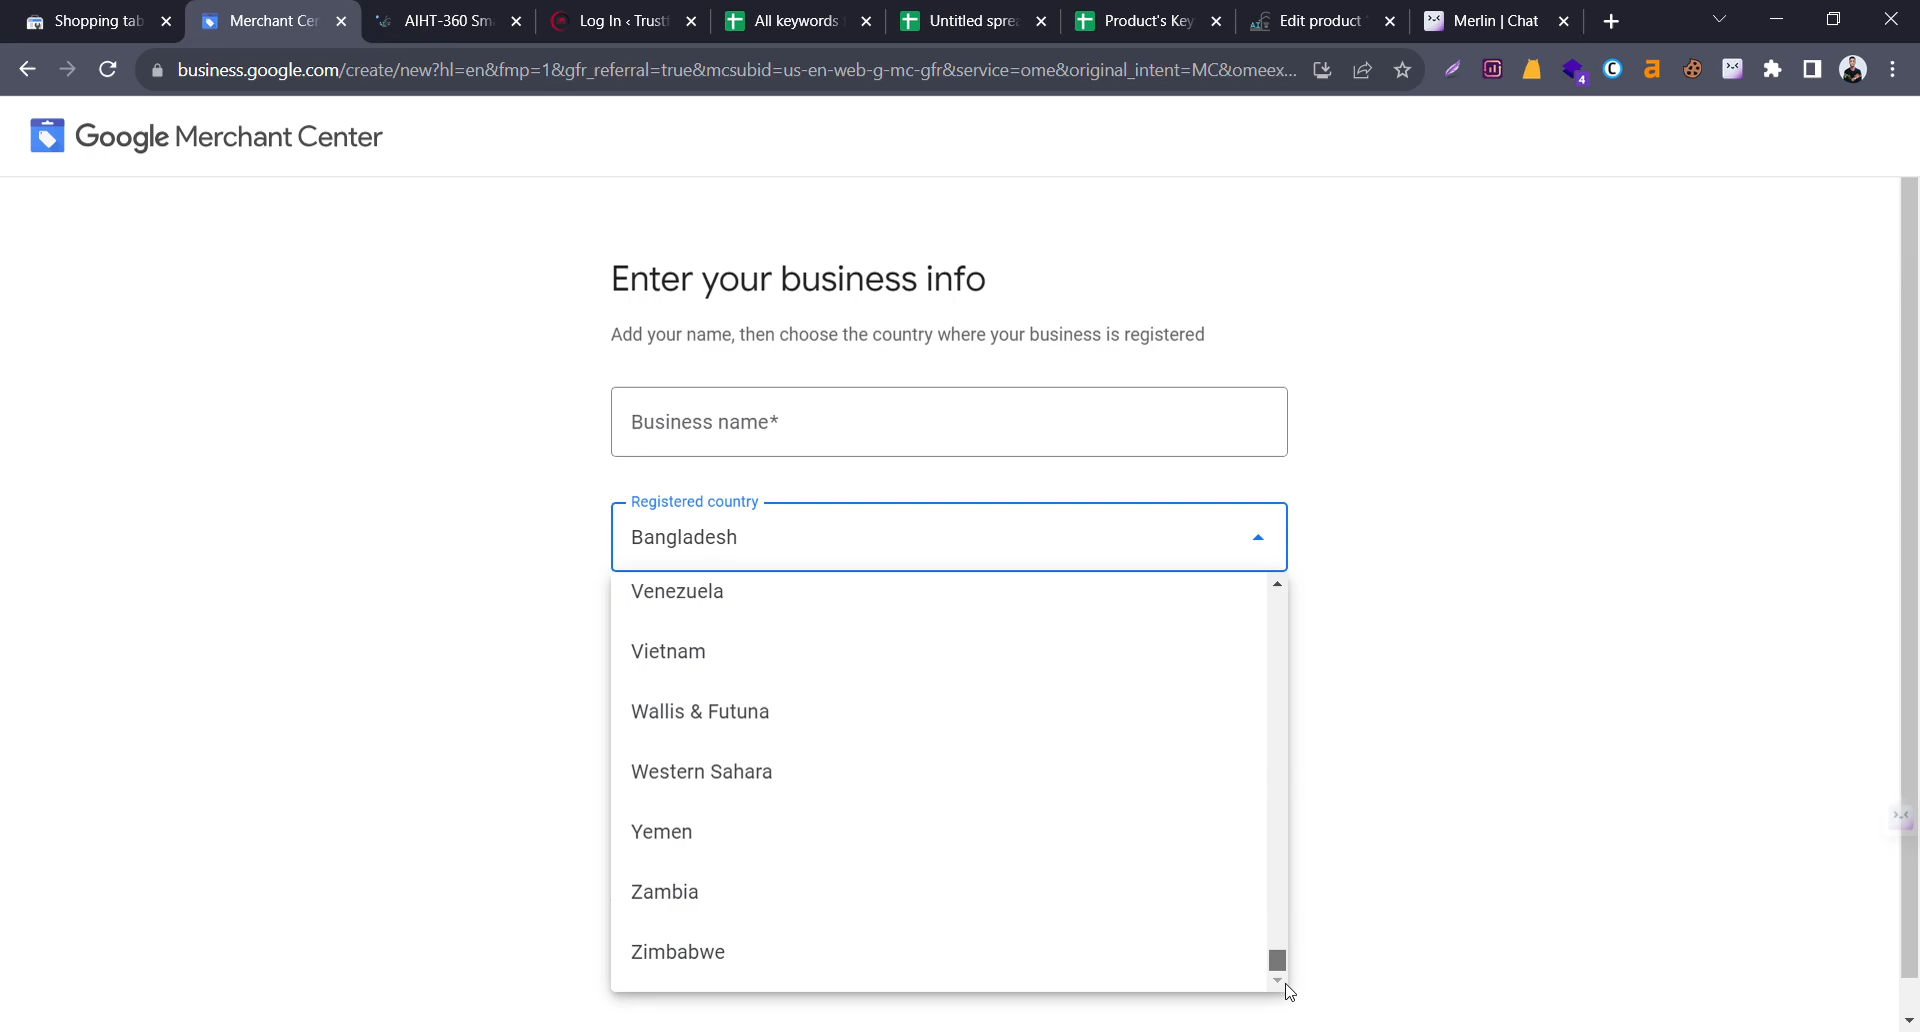 Shopping tab
Merchant Cer
AIHT-360 Sm
Log In ‹ Trust
All keywords
Untitled spre
Product's Key
Edit product
Merlin | Chat
business.google.com/create/new?hl=en&fmp=1&gfr_referral=true&mcsubid=us-en-web-g-mc-gfr&service=ome&original_intent=MC&omeex...
4
Google Merchant Center
Enter your business info
Add your name, then choose the country where your business is registered
Business name*
Registered country
Bangladesh
Venezuela
Vietnam
Wallis & Futuna
Western Sahara
Yemen
Zambia
Zimbabwe